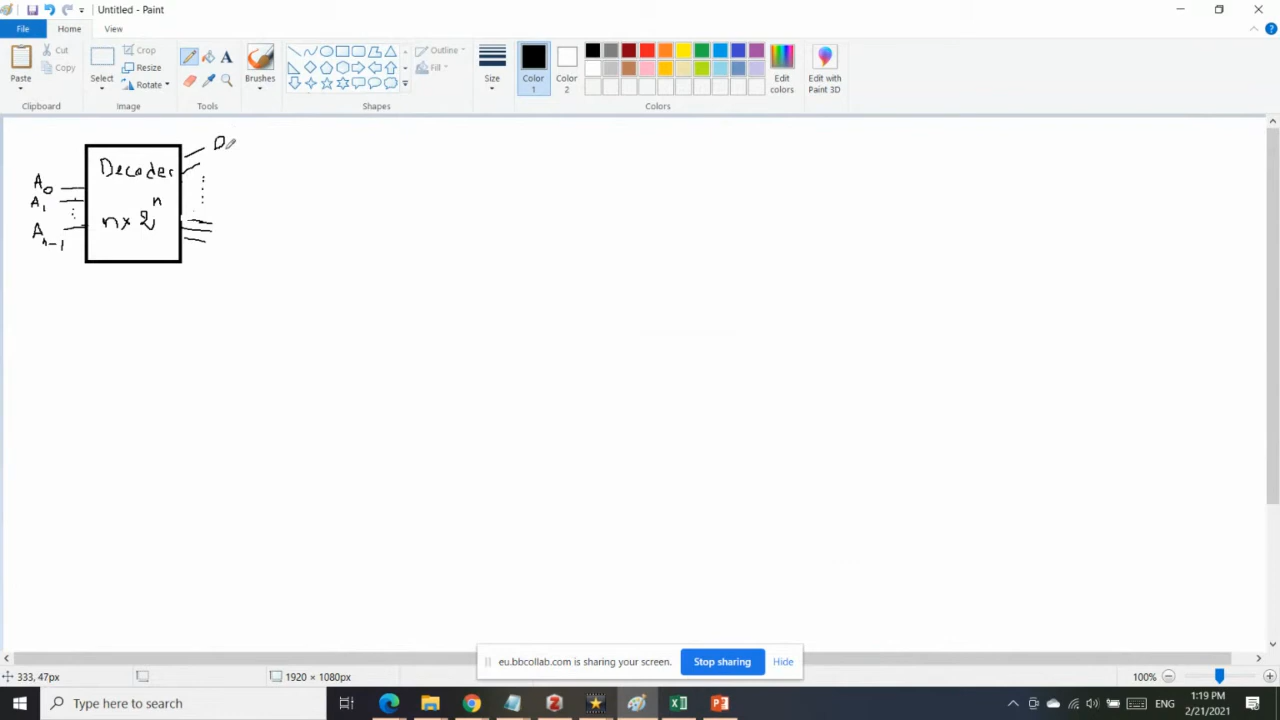 Untitled - Paint
File Home View
Paste
Cut
Copy
Clipboard
Select
Crop
Resize
Rotate
Image
Tools
Brushes
Outline
Fill
Shapes
Size
Color 1
Color 2
Edit colors
Colors
Edit with Paint 3D
D
Decoder
A0
A1
n x 2^n
An-1
eu.bbcollab.com is sharing your screen. Stop sharing Hide
333, 47px
1920 × 1080px
100%
Type here to search
ENG
1:19 PM
2/21/2021